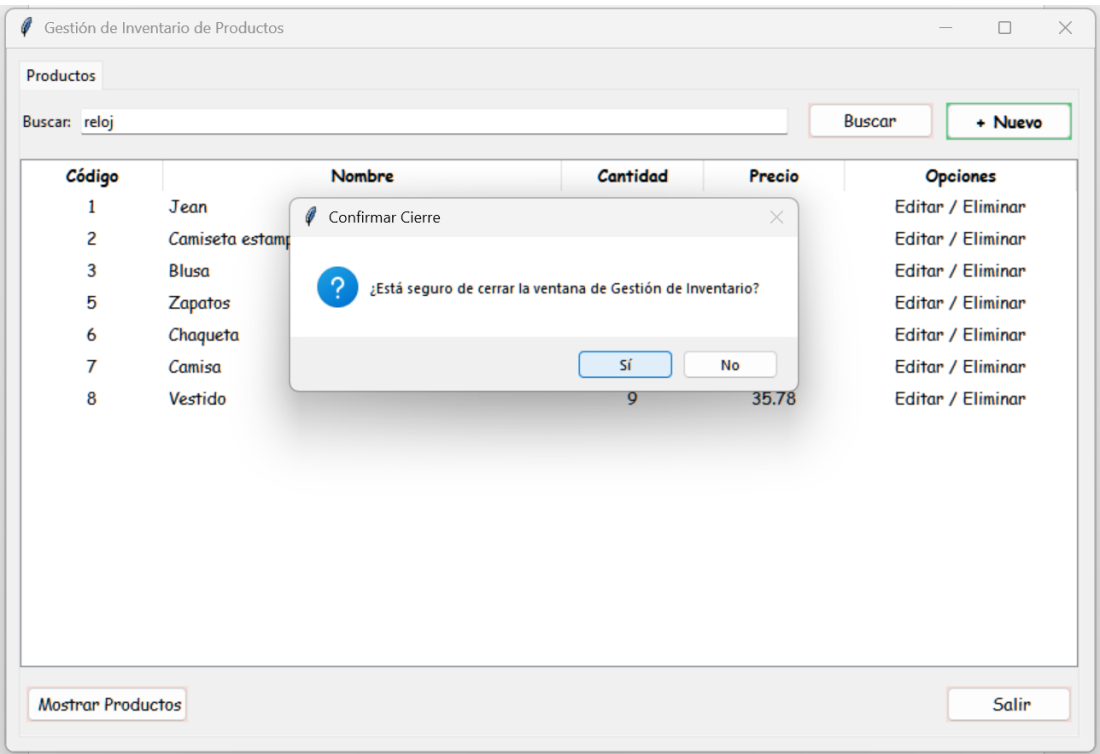 Gestión de Inventario de Productos
Productos
Buscar: reloj Buscar + Nuevo
Código Nombre Cantidad Precio Opciones
1 Jean Editar / Eliminar
2 Camiseta estamp Editar / Eliminar
3 Blusa Editar / Eliminar
5 Zapatos Editar / Eliminar
6 Chaqueta Editar / Eliminar
7 Camisa Editar / Eliminar
8 Vestido 9 35.78 Editar / Eliminar
Confirmar Cierre
¿Está seguro de cerrar la ventana de Gestión de Inventario?
Sí No
Mostrar Productos Salir